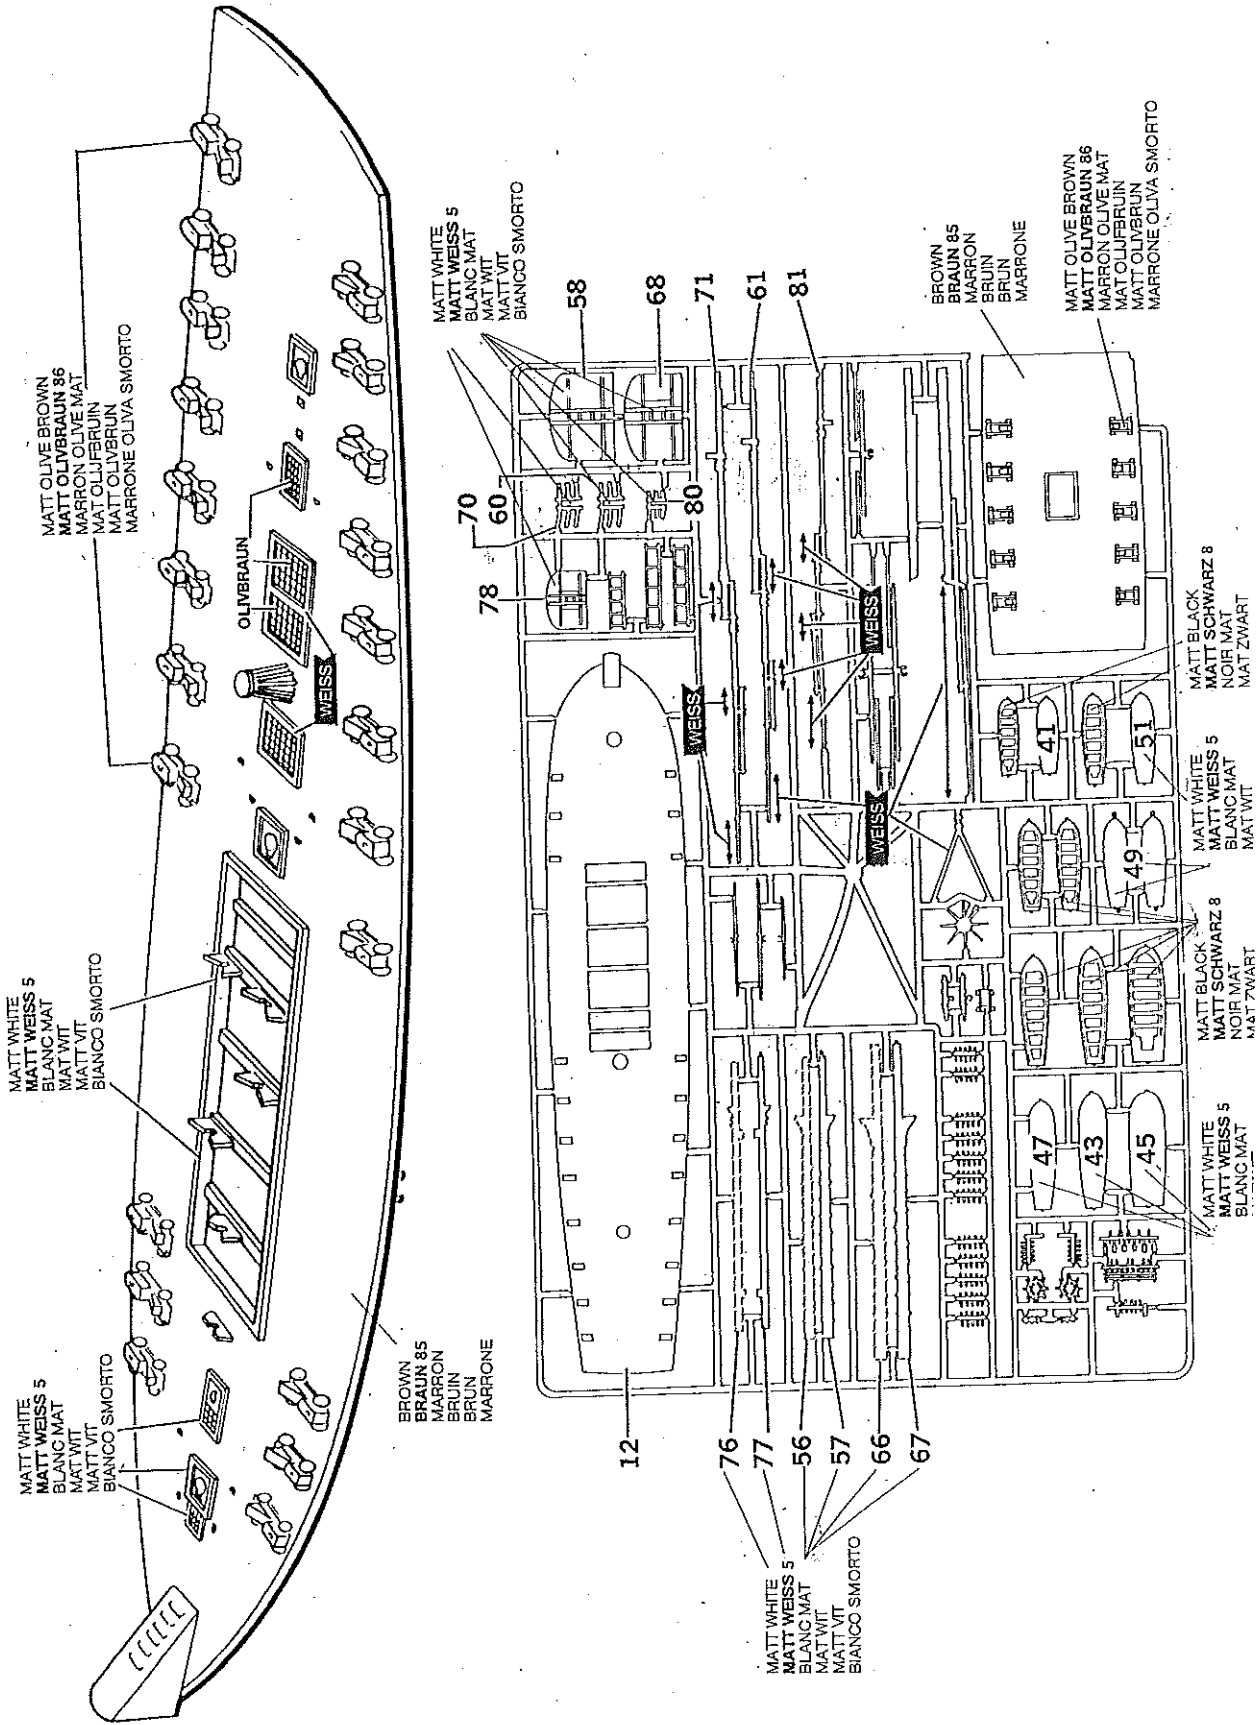 MATT WHITE
MATT WEISS 5
BLANC MAT
MAT WIT
MATT VIT
BIANCO SMORTO
MATT WHITE
MATT WEISS 5
BLANC MAT
MAT WIT
MATT VIT
BIANCO SMORTO
MATT OLIVE BROWN
MATT OLIVBRAUN 86
MARRON OLIVE MAT
MAT OLIJFBRUIN
MATT OLIVBRUN
MARRONE OLIVA SMORTO
OLIVBRAUN
WEISS
BROWN
BRAUN 85
MARRON
BRUIN
BRUN
MARRONE
MATT WHITE
MATT WEISS 5
BLANC MAT
MAT WIT
MATT VIT
BIANCO SMORTO
78
70
60
80
58
68
71
61
81
12
76
77
56
57
66
67
MATT WHITE
MATT WEISS 5
BLANC MAT
MAT WIT
MATT VIT
BIANCO SMORTO
WEISS
WEISS
WEISS
BROWN
BRAUN 85
MARRON
BRUIN
BRUN
MARRONE
MATT OLIVE BROWN
MATT OLIVBRAUN 86
MARRON OLIVE MAT
MAT OLIJFBRUIN
MATT OLIVBRUN
MARRONE OLIVA SMORTO
47
43
45
49
41
51
MATT WHITE
MATT WEISS 5
BLANC MAT
MATT BLACK
MATT SCHWARZ 8
NOIR MAT
MAT ZWART
MATT WHITE
MATT WEISS 5
BLANC MAT
MAT WIT
MATT BLACK
MATT SCHWARZ 8
NOIR MAT
MAT ZWART